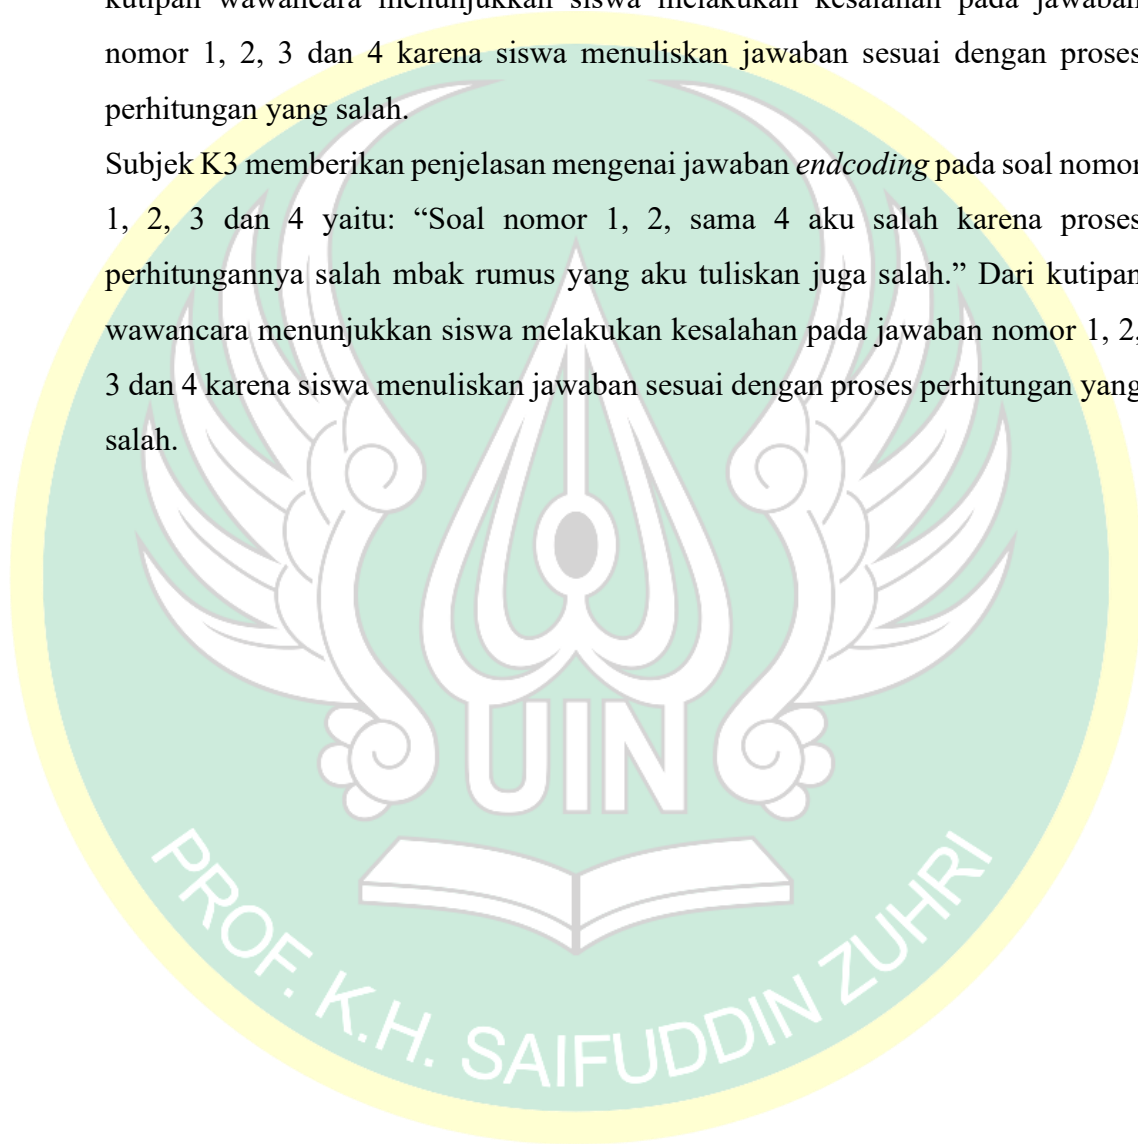 kutipan wawancara menunjukkan siswa melakukan kesalahan pada jawaban
nomor 1, 2, 3 dan 4 karena siswa menuliskan jawaban sesuai dengan proses
perhitungan yang salah.
Subjek K3 memberikan penjelasan mengenai jawaban endcoding pada soal nomor
1, 2, 3 dan 4 yaitu: “Soal nomor 1, 2, sama 4 aku salah karena proses
perhitungannya salah mbak rumus yang aku tuliskan juga salah.” Dari kutipan
wawancara menunjukkan siswa melakukan kesalahan pada jawaban nomor 1, 2,
3 dan 4 karena siswa menuliskan jawaban sesuai dengan proses perhitungan yang
salah.
UIN
PROF. K.H. SAIFUDDIN ZUHRI